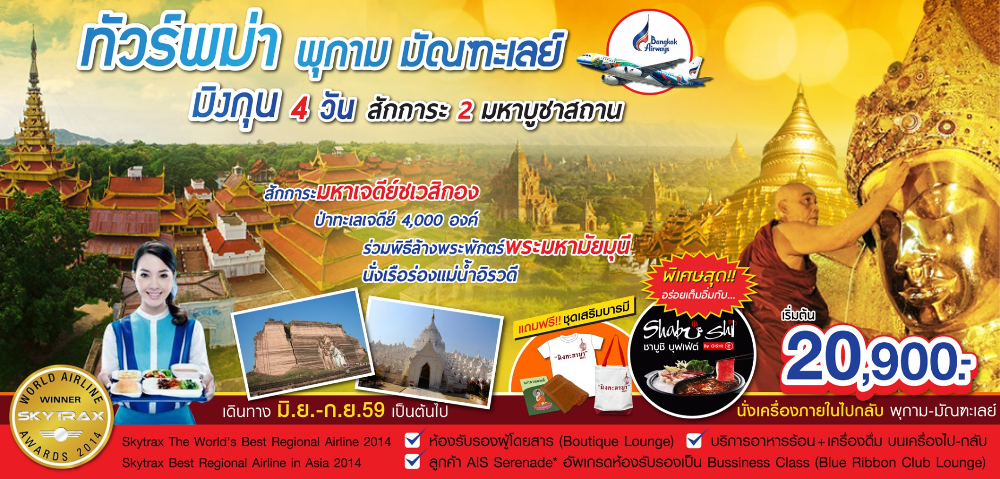 ทัวร์พม่า พุกาม มัณฑะเลย์
มิงกุน 4 วัน สักการะ 2 มหาบูชาสถาน
Bangkok
Airways
สักการะมหาเจดีย์ชเวสิกอง
ป่าทะเลเจดีย์ 4,000 องค์
ร่วมพิธีล้างพระพักตร์พระมหามัยมุนี
นั่งเรือร่องแม่น้ำอิรวดี
พิเศษสุด!!
อร่อยเต็มอิ่มกับ...
แถมฟรี!! ชุดเสริมบารมี
"มิงกะลาบา"
บทสวดมนต์
"มิงกะลาบา"
Shabushi
ชาบูชิ บุฟเฟ่ต์ By OISHI
เริ่มต้น
20,900.-
WORLD AIRLINE
WINNER
SKYTRAX
AWARDS 2014
เดินทาง มิ.ย.-ก.ย.59 เป็นต้นไป
นั่งเครื่องภายในไปกลับ พุกาม-มัณฑะเลย์
Skytrax The World's Best Regional Airline 2014
ห้องรับรองผู้โดยสาร (Boutique Lounge)
บริการอาหารร้อน + เครื่องดื่ม บนเครื่องไป-กลับ
Skytrax Best Regional Airline in Asia 2014
ลูกค้า AIS Serenade* อัพเกรดห้องรับรองเป็น Bussiness Class (Blue Ribbon Club Lounge)